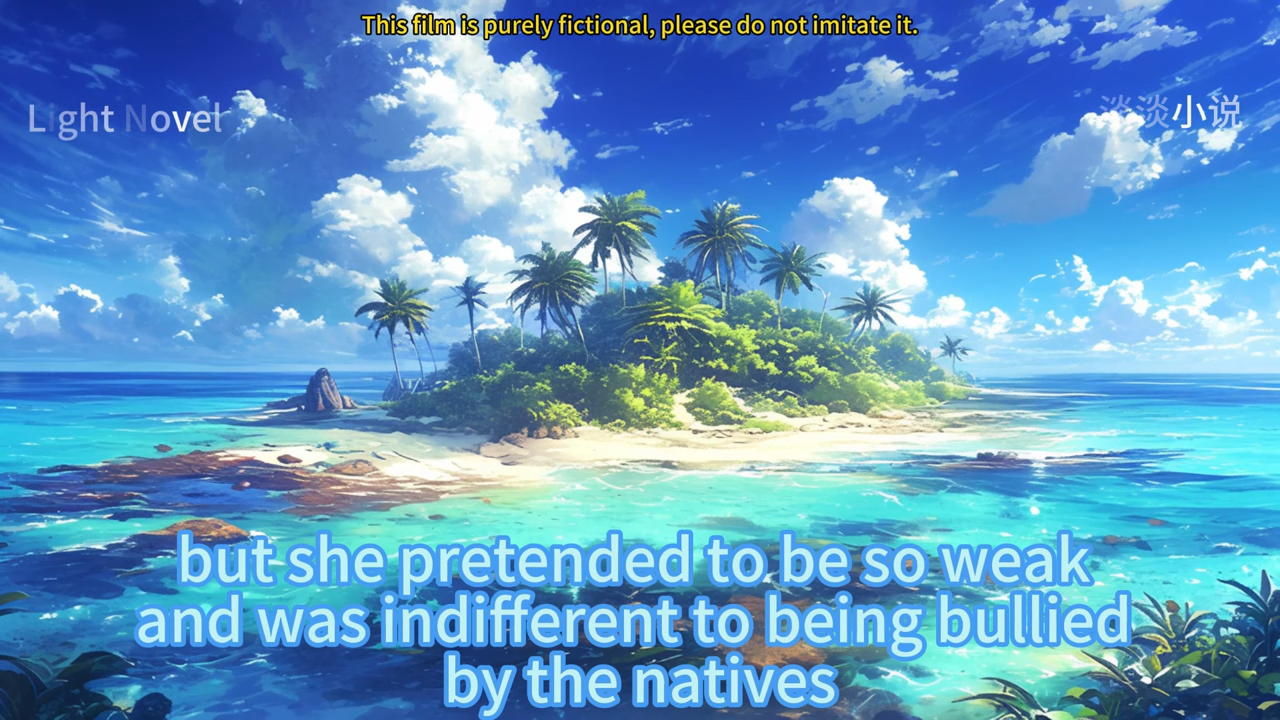 This film is purely fictional, please do not imitate it.
Light Novel
淡淡小说
but she pretended to be so weak
and was indifferent to being bullied
by the natives